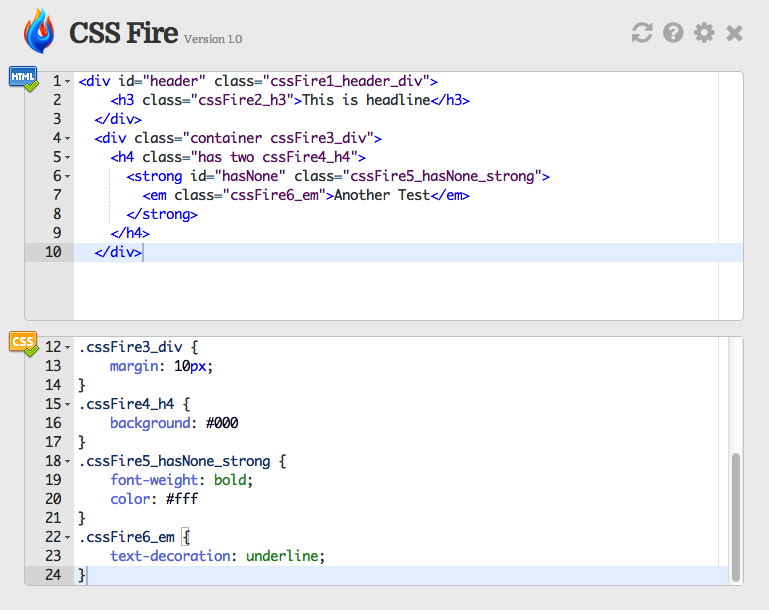 CSS Fire Version 1.0
HTML
1 <div id="header" class="cssFire1_header_div">
2 <h3 class="cssFire2_h3">This is headline</h3>
3 </div>
4 <div class="container cssFire3_div">
5 <h4 class="has two cssFire4_h4">
6 <strong id="hasNone" class="cssFire5_hasNone_strong">
7 <em class="cssFire6_em">Another Test</em>
8 </strong>
9 </h4>
10 </div>
CSS
12 .cssFire3_div {
13 margin: 10px;
14 }
15 .cssFire4_h4 {
16 background: #000
17 }
18 .cssFire5_hasNone_strong {
19 font-weight: bold;
20 color: #fff
21 }
22 .cssFire6_em {
23 text-decoration: underline;
24 }